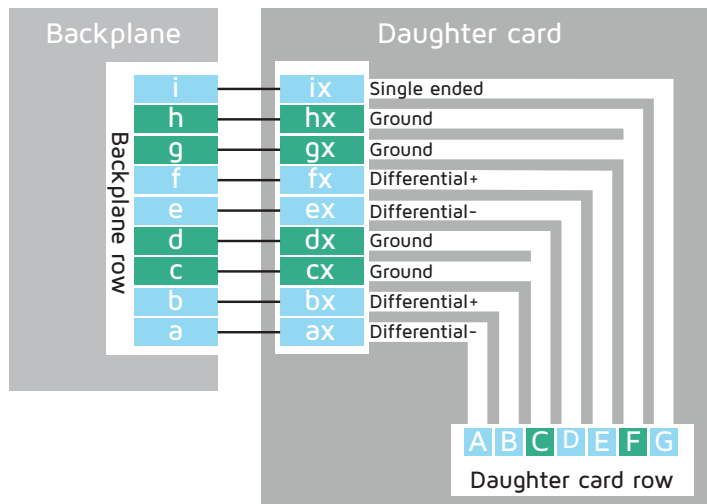 Backplane
Daughter card
Backplane row
i ix Single ended
h hx Ground
g gx Ground
f fx Differential+
e ex Differential-
d dx Ground
c cx Ground
b bx Differential+
a ax Differential-
A B C D E F G
Daughter card row